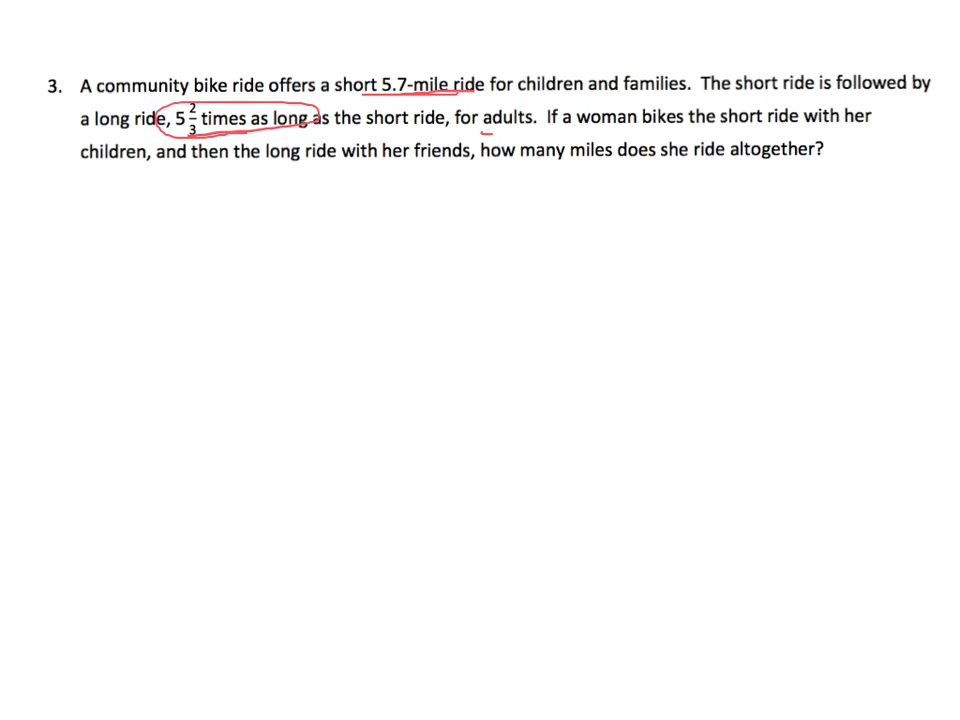 3. A community bike ride offers a short 5.7-mile ride for children and families. The short ride is followed by
a long ride, 5 2/3 times as long as the short ride, for adults. If a woman bikes the short ride with her
children, and then the long ride with her friends, how many miles does she ride altogether?